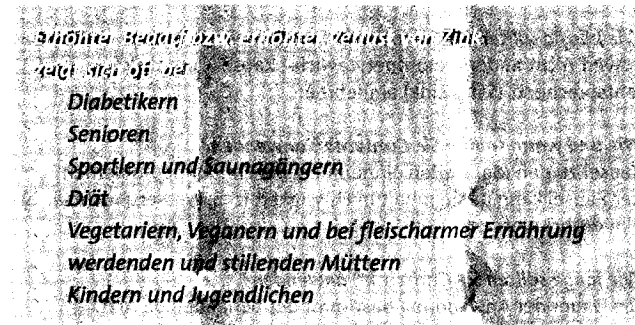 Erhöhter Bedarf bzw. erhöhter Verlust von Zink
zeigt sich oft bei
Diabetikern
Senioren
Sportlern und Saunagängern
Diät
Vegetariern, Veganern und bei fleischarmer Ernährung
werdenden und stillenden Müttern
Kindern und Jugendlichen